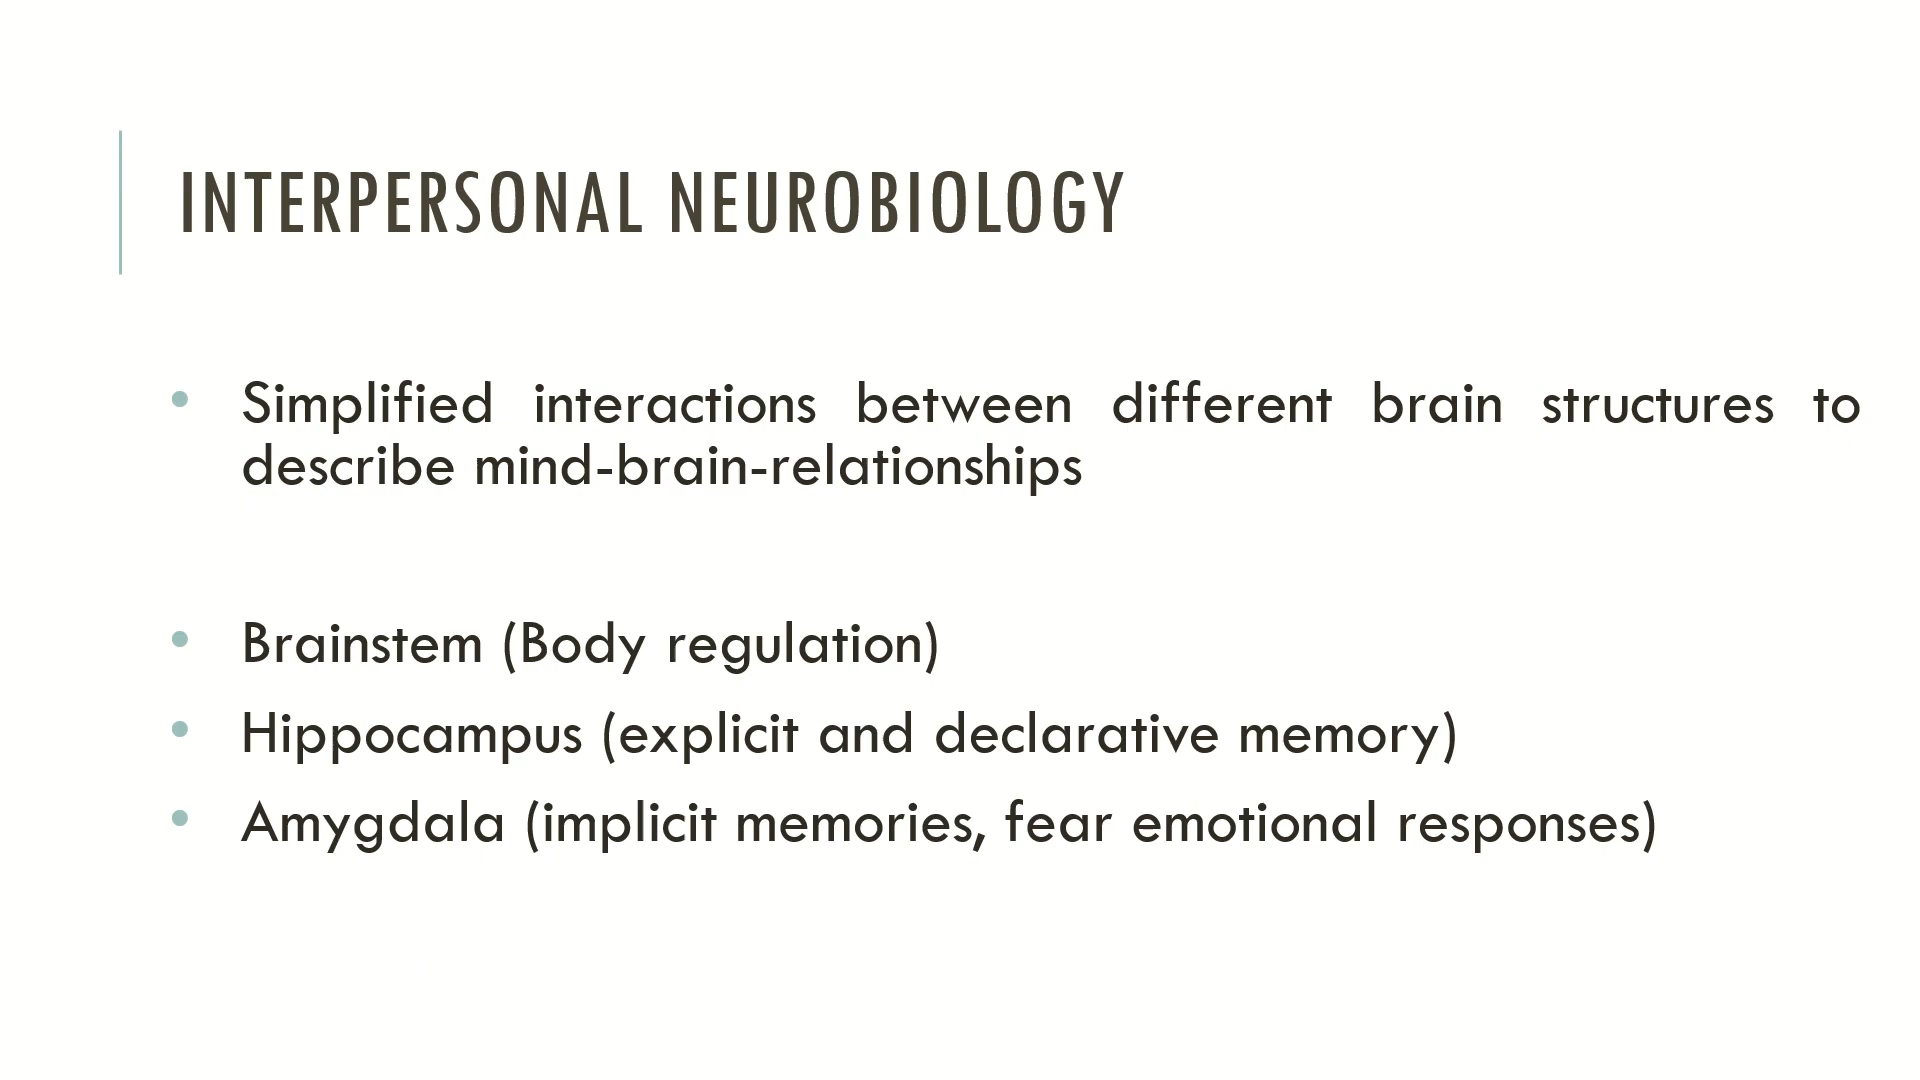 INTERPERSONAL NEUROBIOLOGY
• Simplified interactions between different brain structures to
describe mind-brain-relationships
• Brainstem (Body regulation)
• Hippocampus (explicit and declarative memory)
• Amygdala (implicit memories, fear emotional responses)